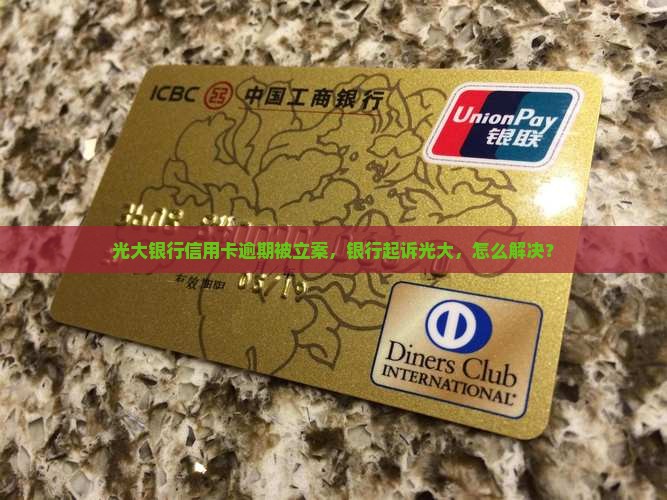 ICBC 中国工商银行
UnionPay
银联
光大银行信用卡逾期被立案，银行起诉光大，怎么解决？
Diners Club
INTERNATIONAL